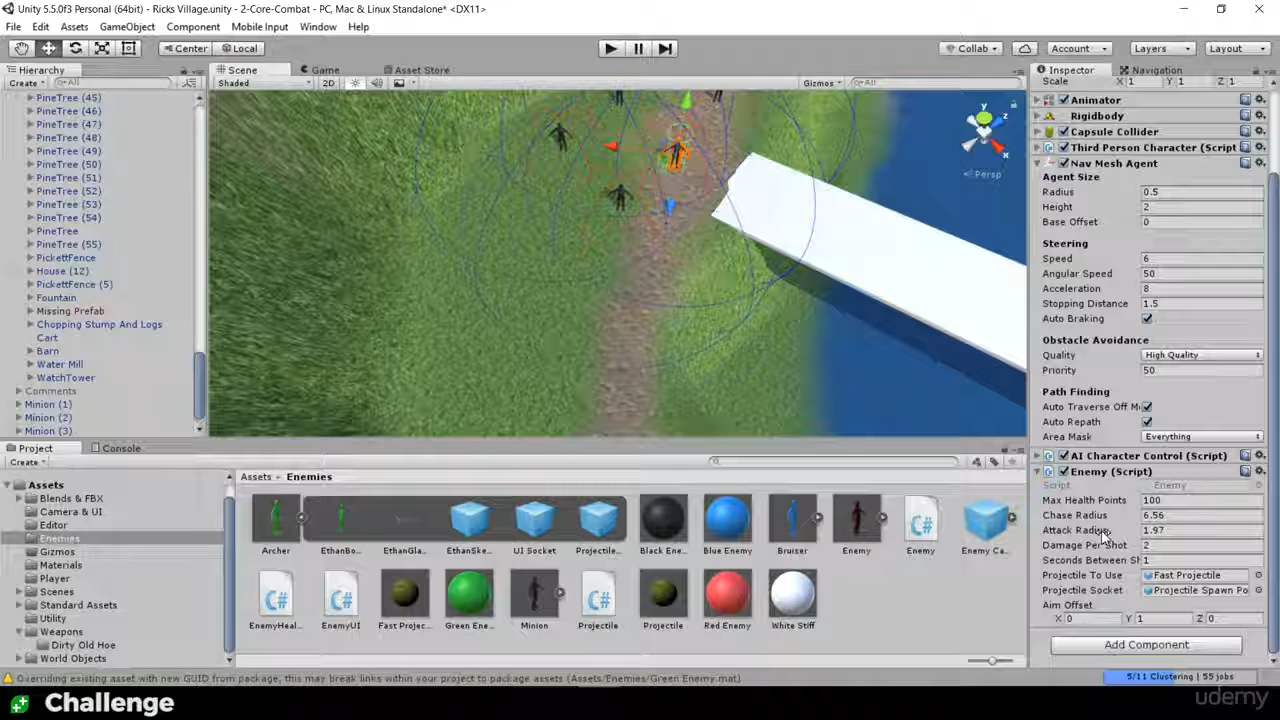 Unity 5.5.0f3 Personal (64bit) - Ricks Village.unity - 2-Core-Combat - PC, Mac & Linux Standalone* <DX11>
File Edit Assets GameObject Component Mobile Input Window Help
Center Local Collab Account Layers Layout
Hierarchy Scene Game Asset Store Inspector Navigation
Create All Shaded 2D Gizmos All Scale X 1 Y 1 Z 1
PineTree (45)
PineTree (46)
PineTree (47)
PineTree (48)
PineTree (49)
PineTree (50)
PineTree (51)
PineTree (52)
PineTree (53)
PineTree (54)
PineTree
PineTree (55)
PickettFence
House (12)
PickettFence (5)
Fountain
Missing Prefab
Chopping Stump And Logs
Cart
Barn
Water Mill
WatchTower
Comments
Minion (1)
Minion (2)
Minion (3)
y
z
x
Persp
Animator
Rigidbody
Capsule Collider
Third Person Character (Script
Nav Mesh Agent
Agent Size
Radius 0.5
Height 2
Base Offset 0
Steering
Speed 6
Angular Speed 50
Acceleration 8
Stopping Distance 1.5
Auto Braking
Obstacle Avoidance
Quality High Quality
Priority 50
Path Finding
Auto Traverse Off M
Auto Repath
Area Mask Everything
AI Character Control (Script)
Enemy (Script)
Script Enemy
Max Health Points 100
Chase Radius 6.56
Attack Radius 1.97
Damage Per Shot 2
Seconds Between Sh 1
Projectile To Use Fast Projectile
Projectile Socket Projectile Spawn Po
Aim Offset
X 0 Y 1 Z 0
Add Component
Project Console
Create
Assets
Blends & FBX
Camera & UI
Editor
Enemies
Gizmos
Materials
Player
Scenes
Standard Assets
Utility
Weapons
Dirty Old Hoe
World Objects
Assets Enemies
Archer EthanBo... EthanGla... EthanSke... UI Socket Projectile... Black Ene... Blue Enemy Bruiser Enemy Enemy Enemy Ca...
EnemyHeal... EnemyUI Fast Projec... Green Ene... Minion Projectile Projectile Red Enemy White Stiff
Overriding existing asset with new GUID from package, this may break links within your project to package assets (Assets/Enemies/Green Enemy.mat)
5/11 Clustering | 55 jobs
Challenge
udemy